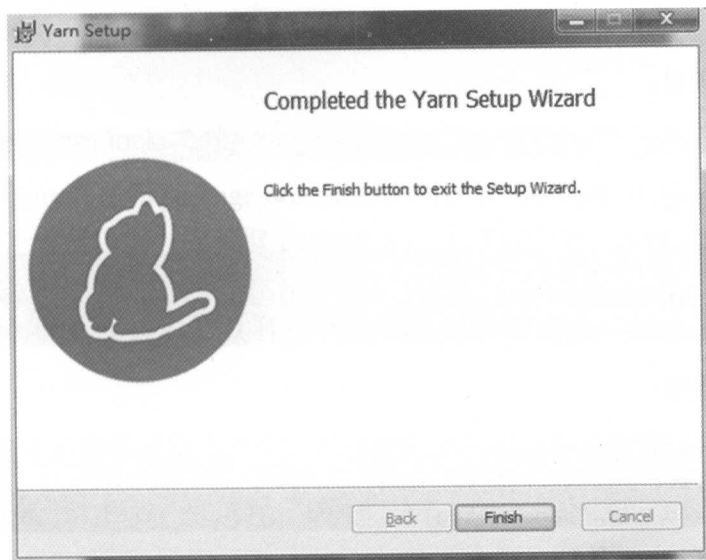 Yarn Setup
Completed the Yarn Setup Wizard
Click the Finish button to exit the Setup Wizard.
Back
Finish
Cancel